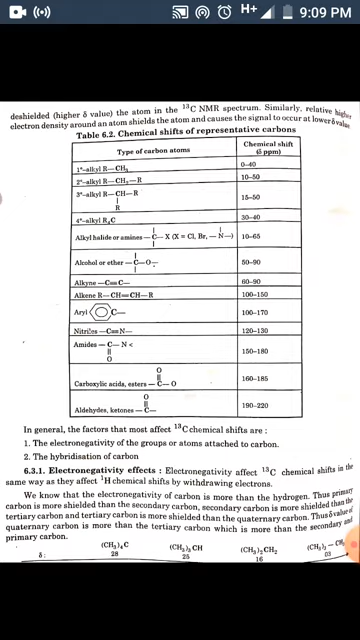 H+ 9:09 PM
deshielded (higher δ value) the atom in the ¹³C NMR spectrum. Similarly, relative higher
electron density around an atom shields the atom and causes the signal to occur at lower δ value.
Table 6.2. Chemical shifts of representative carbons
Type of carbon atoms Chemical shift (δ ppm)
1°-alkyl R—CH₃ 0–40
2°-alkyl R—CH₂—R 10–50
3°-alkyl R—CH—R 15–50
|
R
4°-alkyl R₄C 30–40
Alkyl halide or amines —C—X (X = Cl, Br, —N—) 10–65
Alcohol or ether —C—O— 50–90
Alkyne —C≡C— 60–90
Alkene R—CH═CH—R 100–150
Aryl C— 100–170
Nitriles —C≡N— 120–130
Amides — C — N < 150–180
||
O
O
||
Carboxylic acids, esters — C — O 160–185
O
||
Aldehydes, ketones — C — 190–220
In general, the factors that most affect ¹³C chemical shifts are :
1. The electronegativity of the groups or atoms attached to carbon.
2. The hybridisation of carbon
6.3.1. Electronegativity effects : Electronegativity affect ¹³C chemical shifts in the
same way as they affect ¹H chemical shifts by withdrawing electrons.
We know that the electronegativity of carbon is more than the hydrogen. Thus primary
carbon is more shielded than the secondary carbon, secondary carbon is more shielded than the
tertiary carbon and tertiary carbon is more shielded than the quaternary carbon. Thus δ value of
quaternary carbon is more than the tertiary carbon which is more than the secondary and
primary carbon.
(CH₃)₄C (CH₃)₃CH (CH₃)₂CH₂ (CH₃)₃ — CH
δ : 28 25 16 03